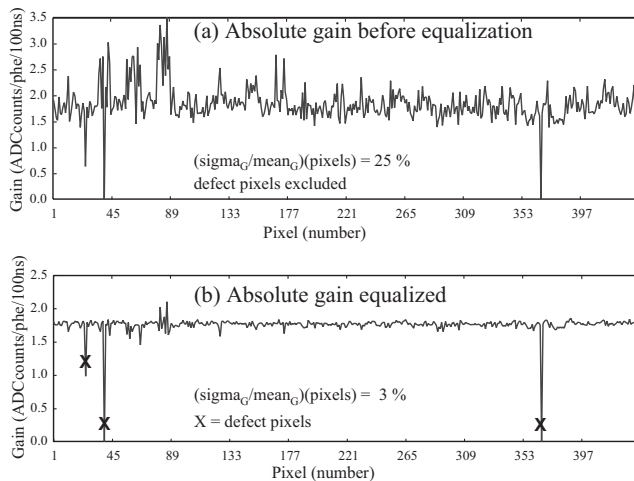 (a) Absolute gain before equalization
Gain (ADCcounts/phe/100ns)
3.5
3.0
2.5
2.0
1.5
1.0
0.5
0.0
(sigmaG/meanG)(pixels) = 25 %
defect pixels excluded
1 45 89 133 177 221 265 309 353 397
Pixel (number)
(b) Absolute gain equalized
Gain (ADCcounts/phe/100ns)
2.5
2.0
1.5
1.0
0.5
0.0
X
X
X
(sigmaG/meanG)(pixels) = 3 %
X = defect pixels
1 45 89 133 177 221 265 309 353 397
Pixel (number)